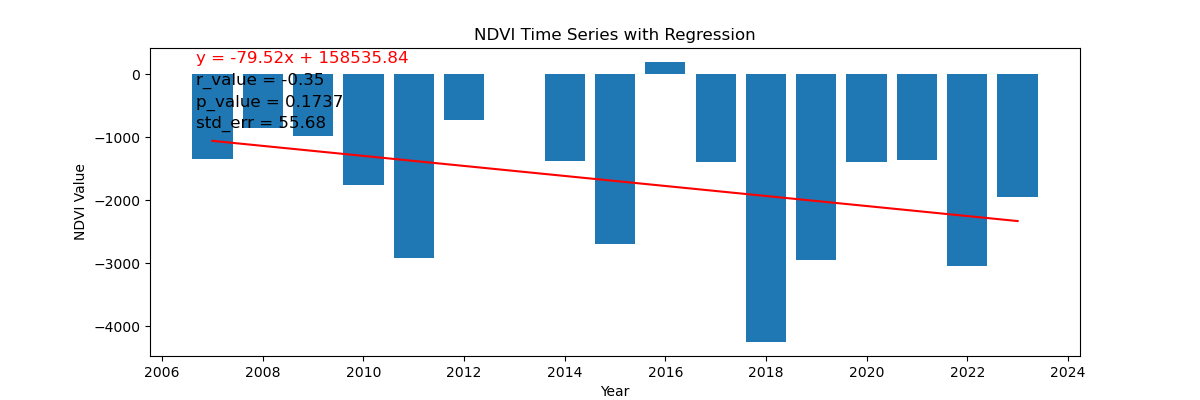 NDVI Time Series with Regression
y = -79.52x + 158535.84
r_value = -0.35
p_value = 0.1737
std_err = 55.68
0
−1000
−2000
−3000
−4000
NDVI Value
2006 2008 2010 2012 2014 2016 2018 2020 2022 2024
Year